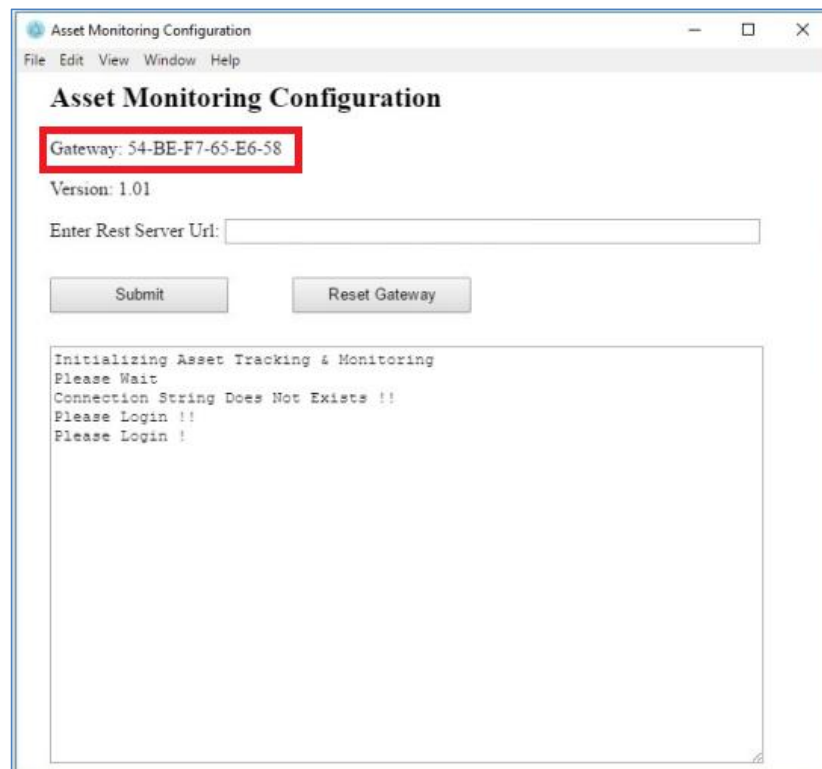 Asset Monitoring Configuration
File Edit View Window Help
Asset Monitoring Configuration
Gateway: 54-BE-F7-65-E6-58
Version: 1.01
Enter Rest Server Url:
Submit Reset Gateway
Initializing Asset Tracking & Monitoring
Please Wait
Connection String Does Not Exists !!
Please Login !!
Please Login !